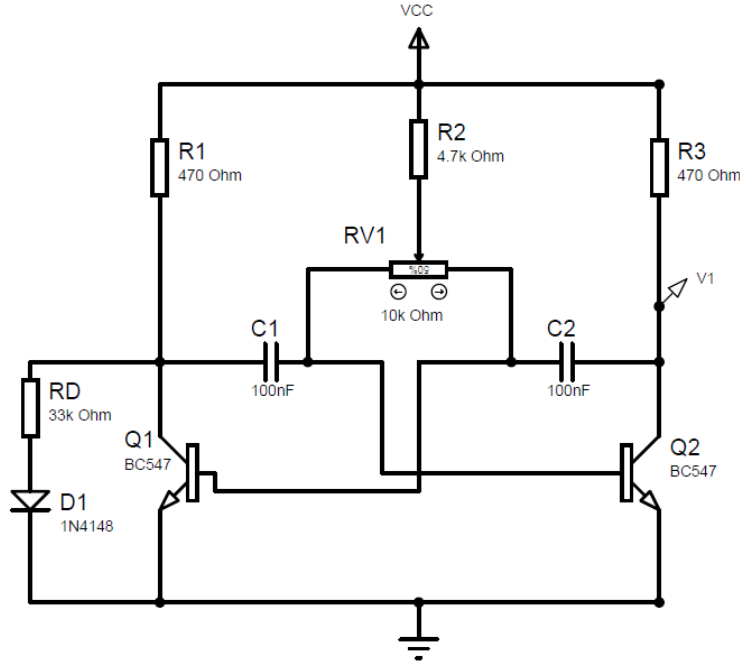 VCC
R1
470 Ohm
R2
4.7k Ohm
R3
470 Ohm
RV1
50%
10k Ohm
V1
C1
100nF
C2
100nF
RD
33k Ohm
Q1
BC547
Q2
BC547
D1
1N4148